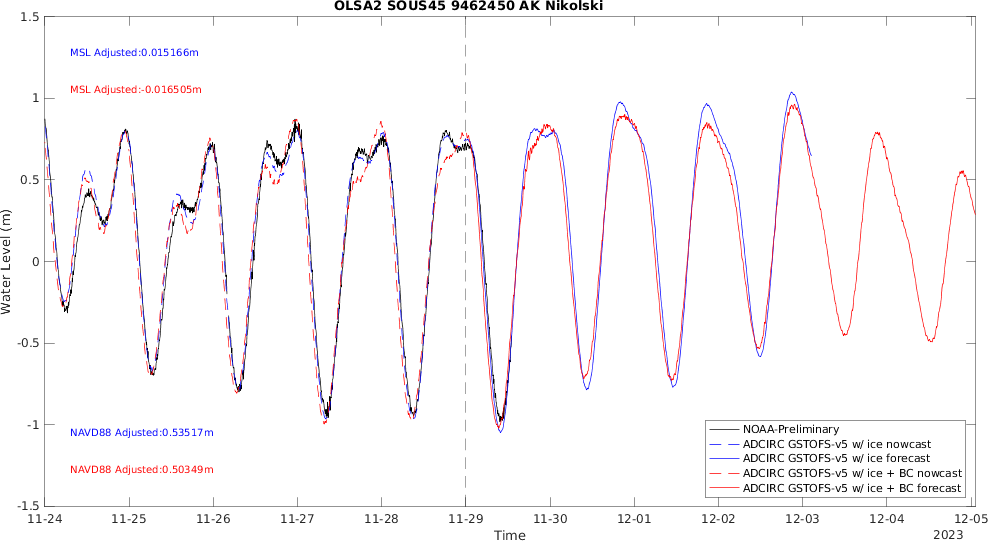 OLSA2 SOUS45 9462450 AK Nikolski
1.5
MSL Adjusted:0.015166m
1
MSL Adjusted:-0.016505m
0.5
Water Level (m)
0
-0.5
-1
NAVD88 Adjusted:0.53517m
NAVD88 Adjusted:0.50349m
-1.5
NOAA-Preliminary
ADCIRC GSTOFS-v5 w/ ice nowcast
ADCIRC GSTOFS-v5 w/ ice forecast
ADCIRC GSTOFS-v5 w/ ice + BC nowcast
ADCIRC GSTOFS-v5 w/ ice + BC forecast
11-24 11-25 11-26 11-27 11-28 11-29 11-30 12-01 12-02 12-03 12-04 12-05
Time
2023